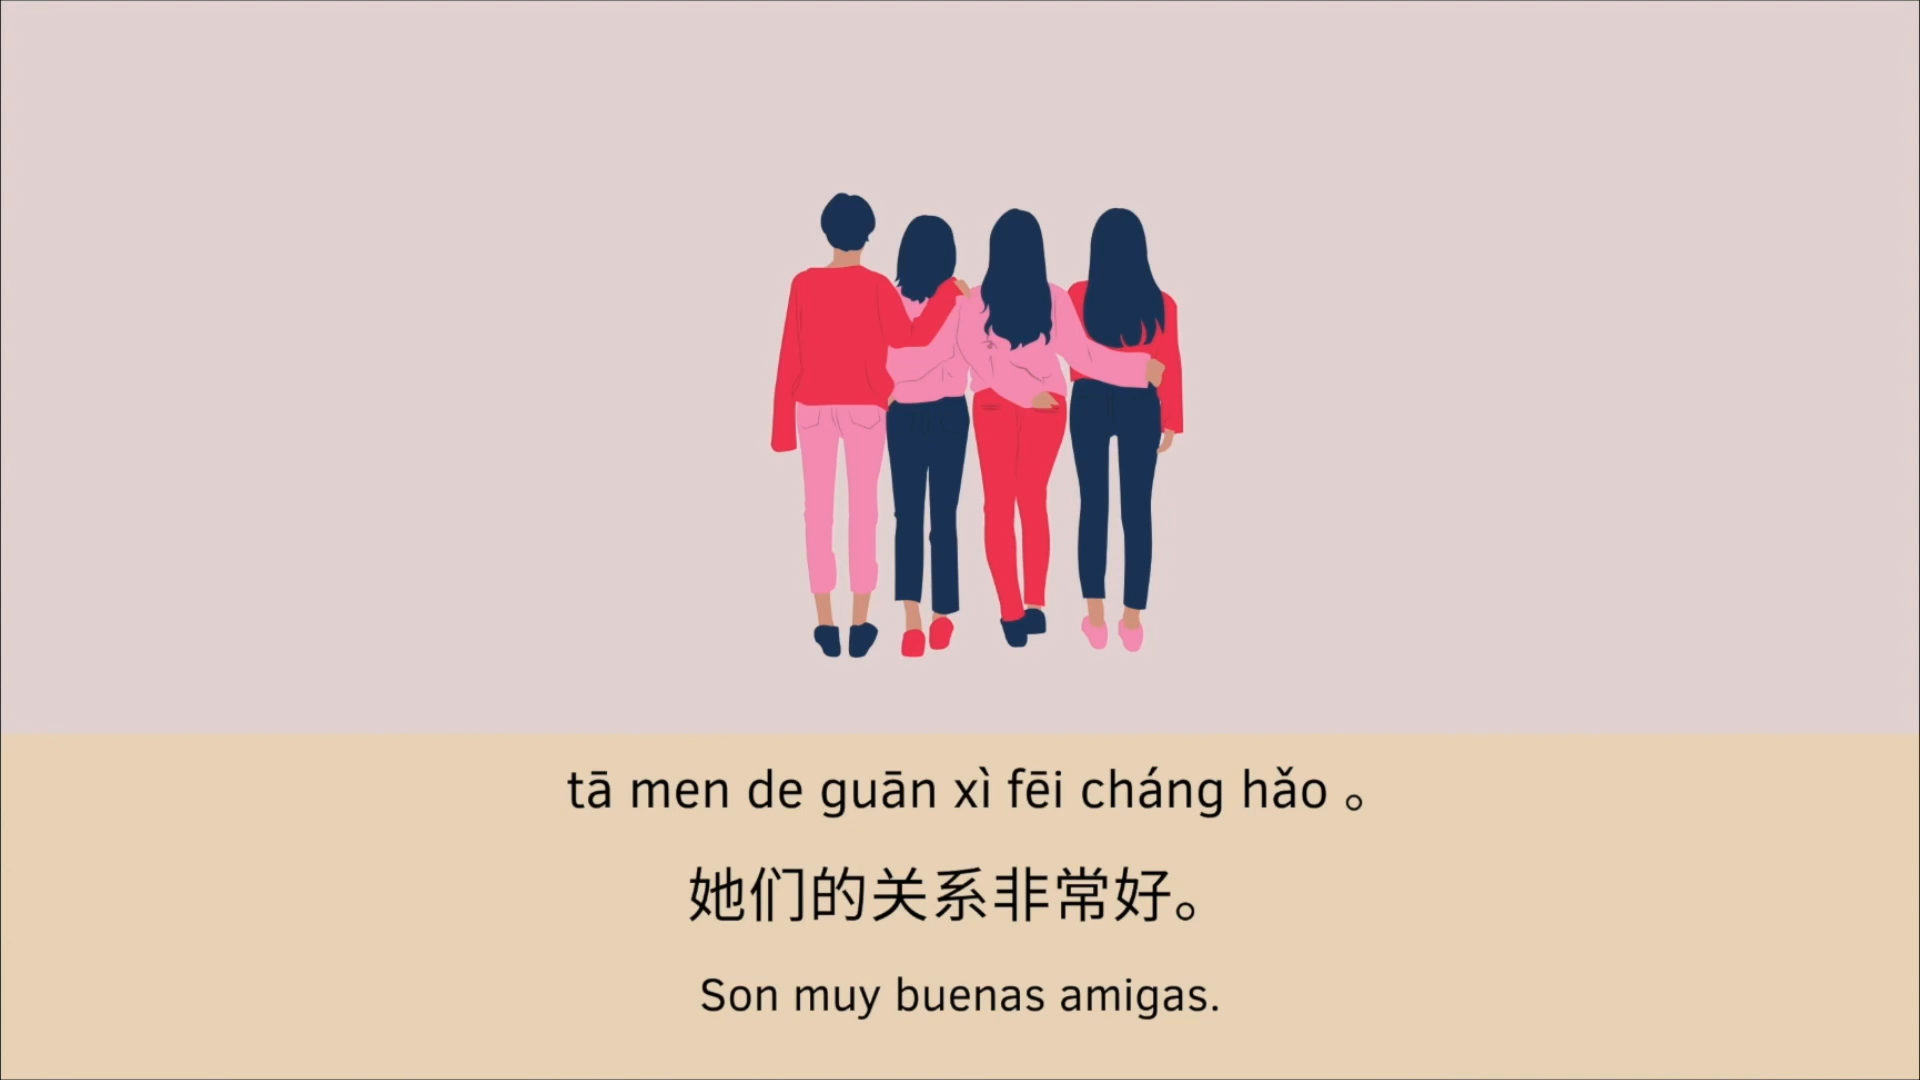 tā men de guān xì fēi cháng hǎo 。
她们的关系非常好。
Son muy buenas amigas.